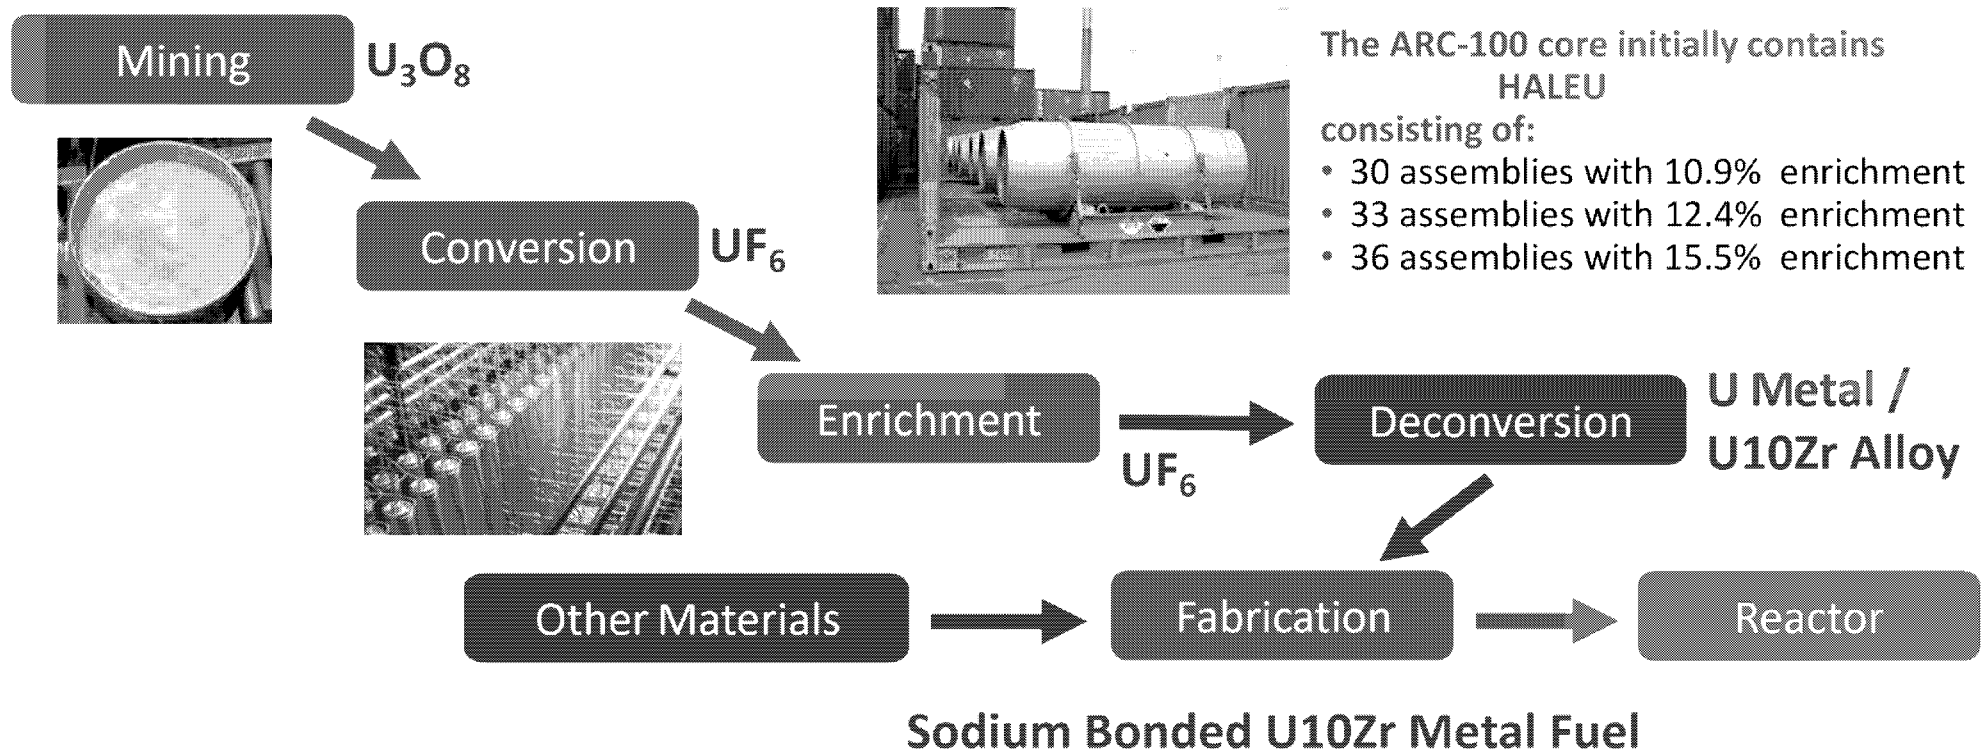 Mining
U₃O₈
The ARC-100 core initially contains
HALEU
consisting of:
• 30 assemblies with 10.9% enrichment
• 33 assemblies with 12.4% enrichment
• 36 assemblies with 15.5% enrichment
Conversion
UF₆
Enrichment
UF₆
Deconversion
U Metal /
U10Zr Alloy
Other Materials
Fabrication
Reactor
Sodium Bonded U10Zr Metal Fuel